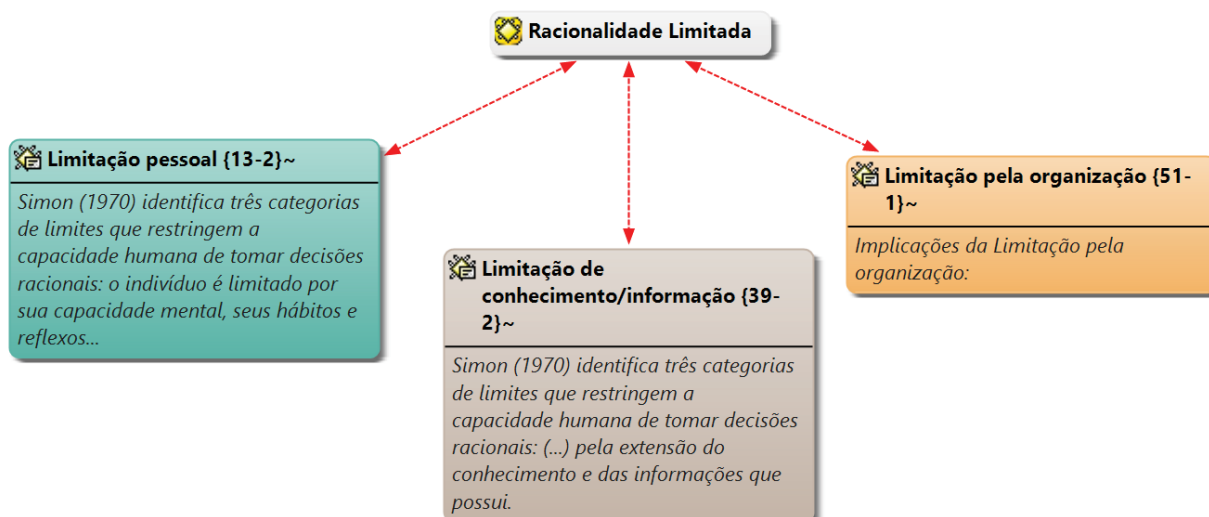 Racionalidade Limitada
Limitação pessoal {13-2}~
Simon (1970) identifica três categorias
de limites que restringem a
capacidade humana de tomar decisões
racionais: o indivíduo é limitado por
sua capacidade mental, seus hábitos e
reflexos...
Limitação de
conhecimento/informação {39-
2}~
Simon (1970) identifica três categorias
de limites que restringem a
capacidade humana de tomar decisões
racionais: (...) pela extensão do
conhecimento e das informações que
possui.
Limitação pela organização {51-
1}~
Implicações da Limitação pela
organização: